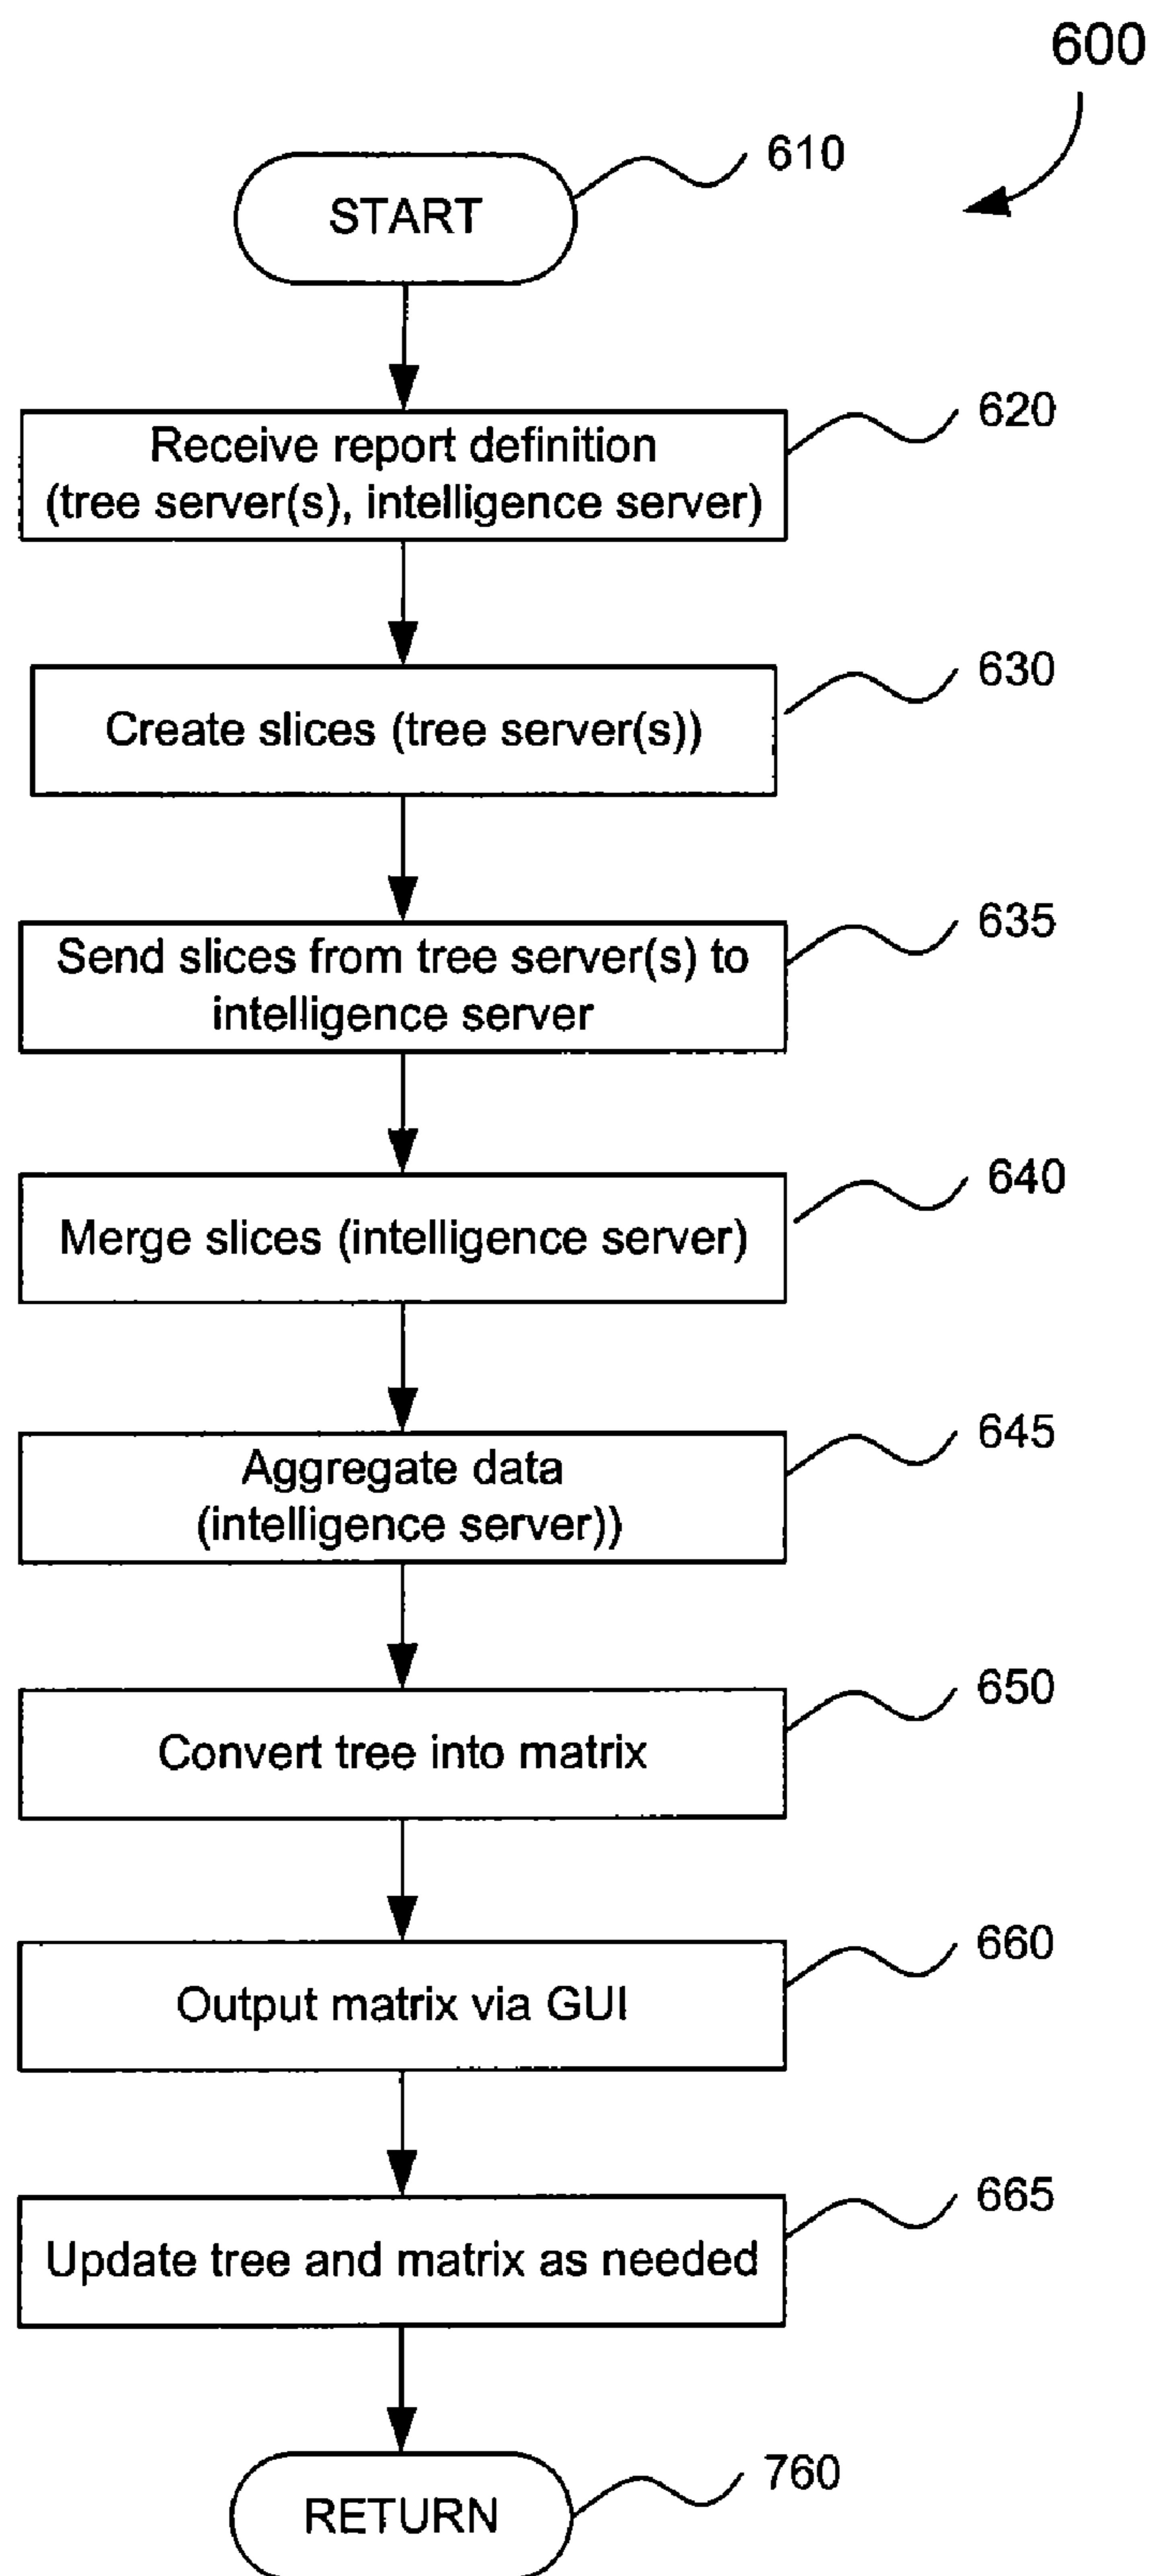 600
START
610
Receive report definition
(tree server(s), intelligence server)
620
Create slices (tree server(s))
630
Send slices from tree server(s) to
intelligence server
635
Merge slices (intelligence server)
640
Aggregate data
(intelligence server))
645
Convert tree into matrix
650
Output matrix via GUI
660
Update tree and matrix as needed
665
RETURN
760